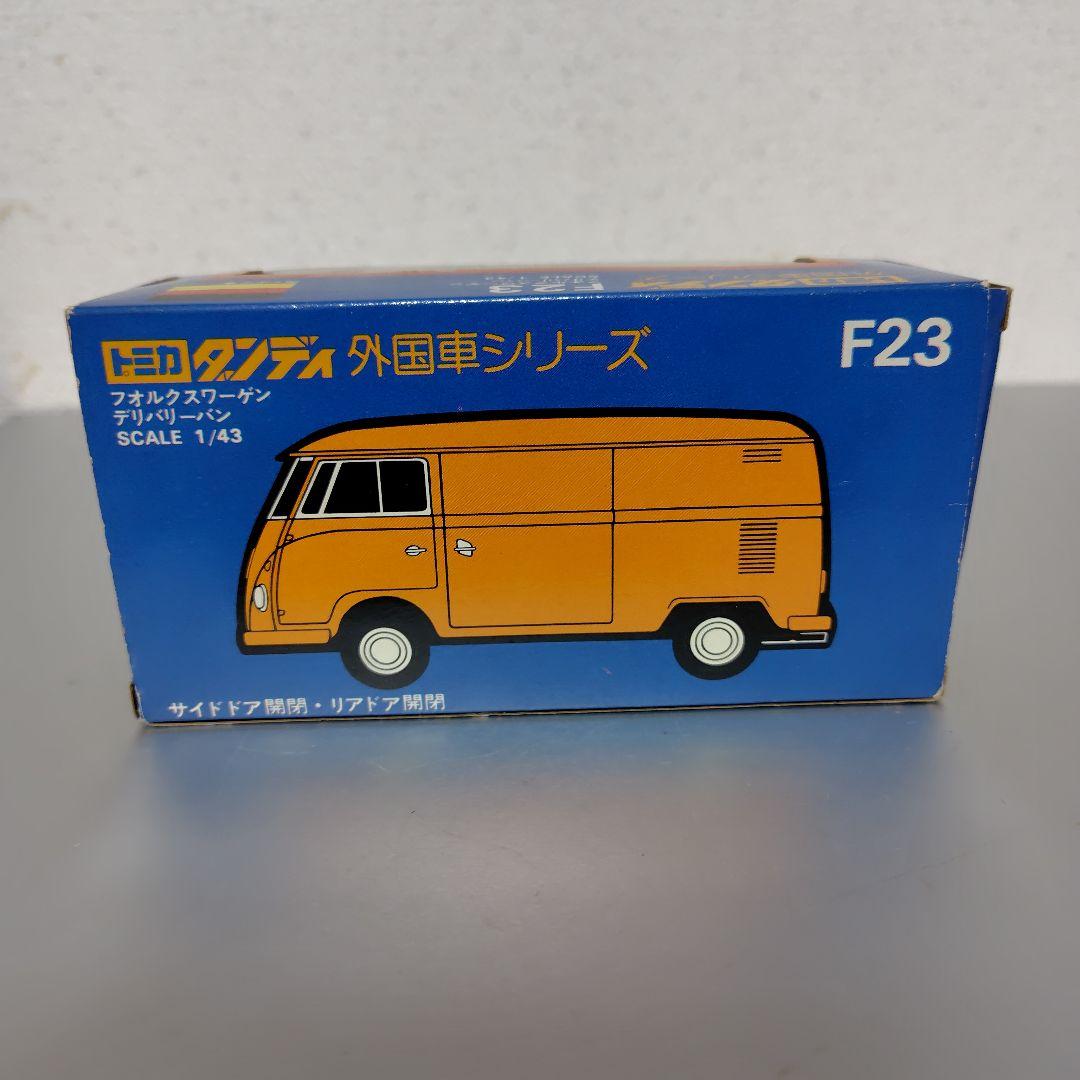 トミカ ダンディ 外国車シリーズ F23
フオルクスワーゲン
デリバリーバン
SCALE 1/43
サイドドア開閉・リアドア開閉